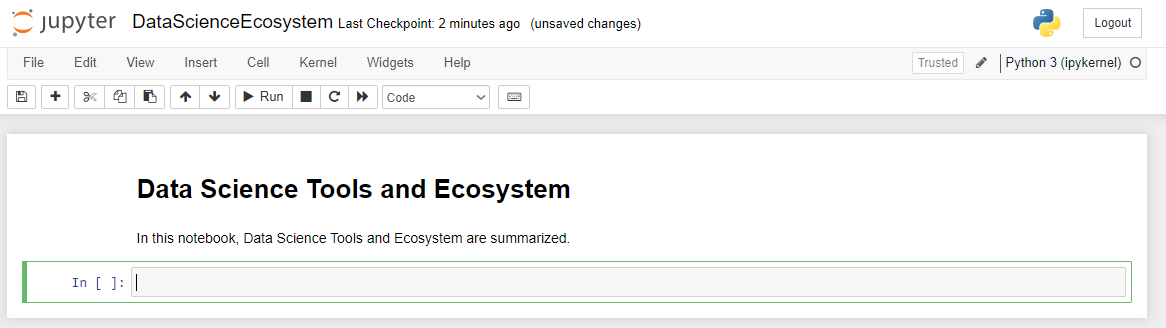 jupyter DataScienceEcosystem Last Checkpoint: 2 minutes ago (unsaved changes) Logout
File Edit View Insert Cell Kernel Widgets Help Trusted Python 3 (ipykernel)
Run Code
Data Science Tools and Ecosystem
In this notebook, Data Science Tools and Ecosystem are summarized.
In [ ]: